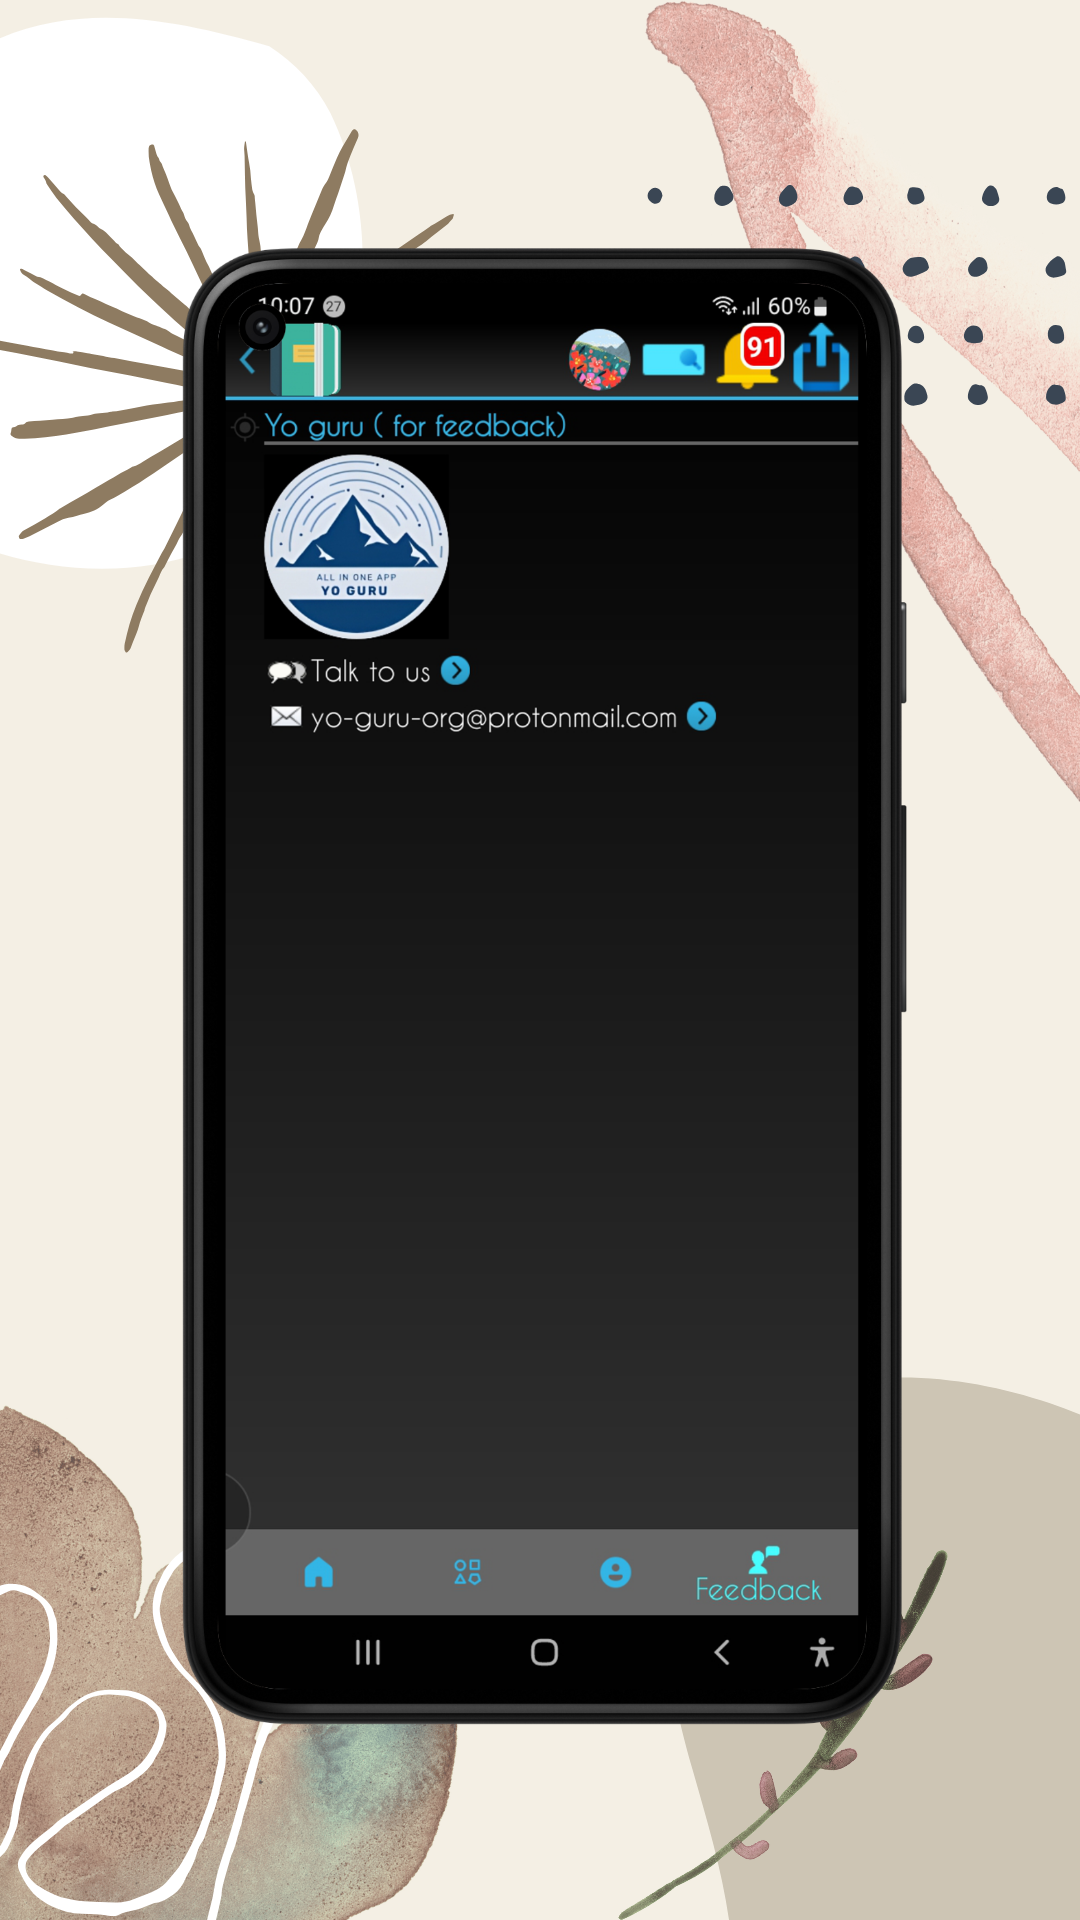 10:07 27
60%
91
Yo guru ( for feedback)
ALL IN ONE APP
YO GURU
Talk to us
yo-guru-org@protonmail.com
Feedback